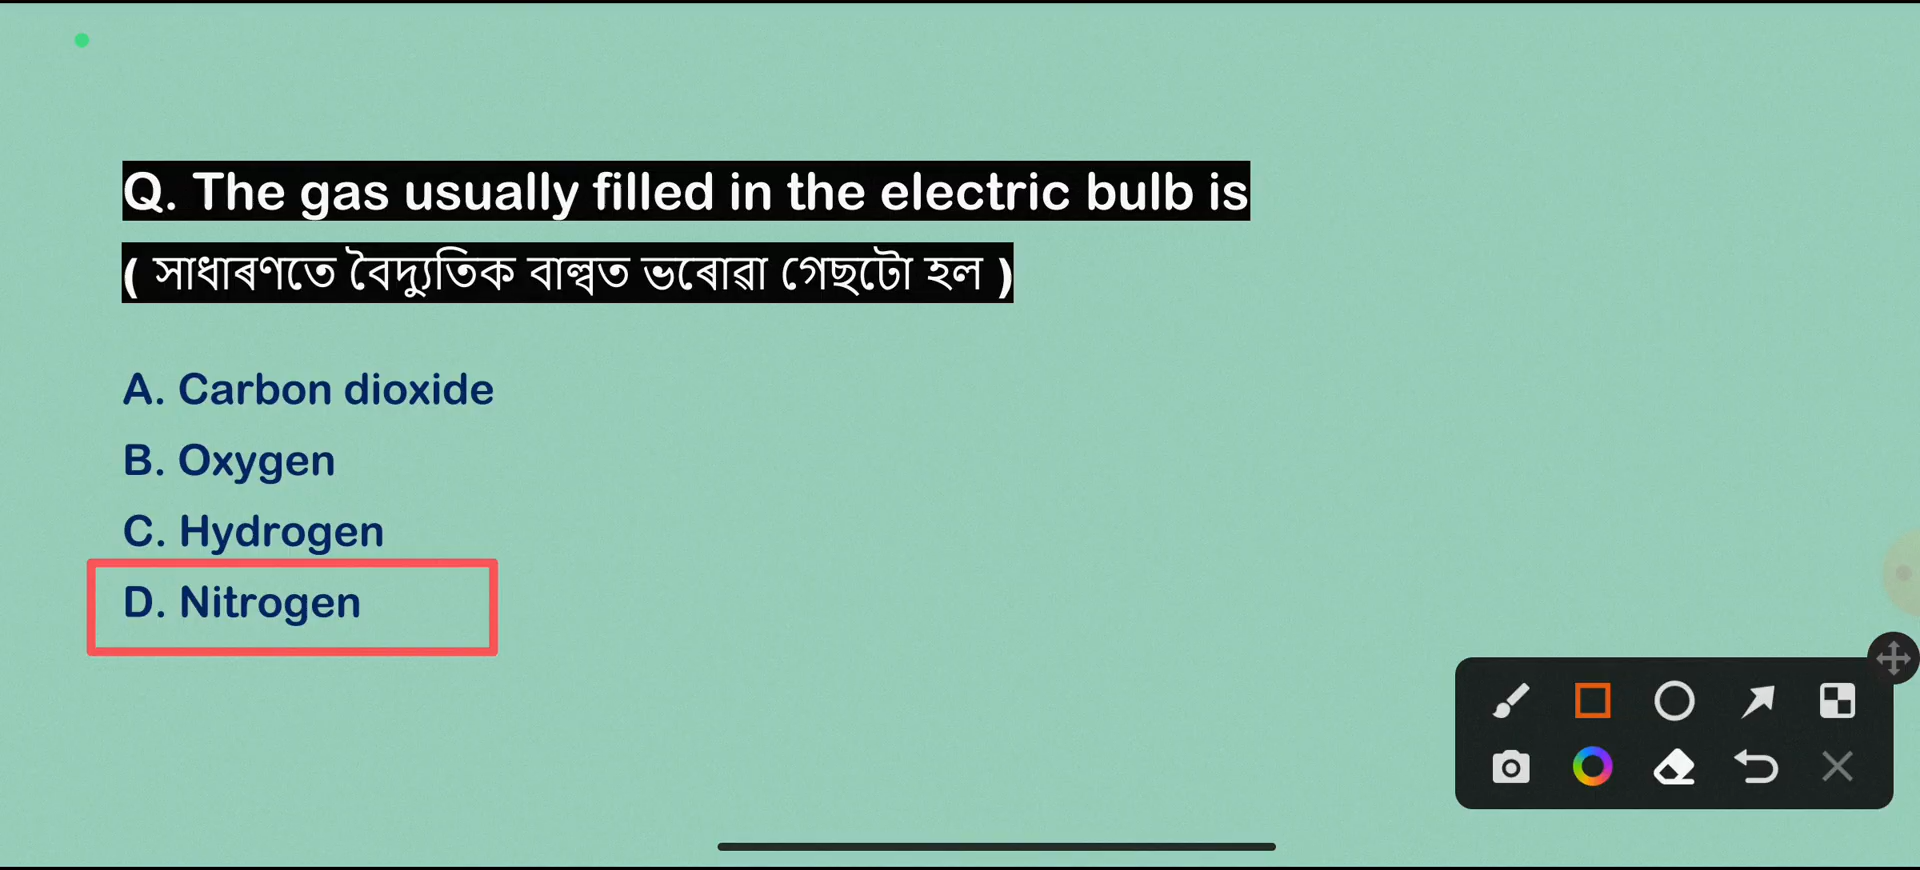 Q. The gas usually filled in the electric bulb is
( সাধাৰণতে বৈদ্যুতিক বাল্বত ভৰোৱা গেছটো হল )
A. Carbon dioxide
B. Oxygen
C. Hydrogen
D. Nitrogen